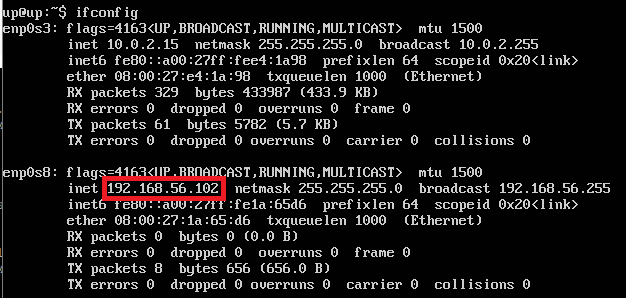 up@up:~$ ifconfig
enp0s3: flags=4163<UP,BROADCAST,RUNNING,MULTICAST>  mtu 1500
        inet 10.0.2.15  netmask 255.255.255.0  broadcast 10.0.2.255
        inet6 fe80::a00:27ff:fee4:1a98  prefixlen 64  scopeid 0x20<link>
        ether 08:00:27:e4:1a:98  txqueuelen 1000  (Ethernet)
        RX packets 329  bytes 433987 (433.9 KB)
        RX errors 0  dropped 0  overruns 0  frame 0
        TX packets 61  bytes 5782 (5.7 KB)
        TX errors 0  dropped 0 overruns 0  carrier 0  collisions 0

enp0s8: flags=4163<UP,BROADCAST,RUNNING,MULTICAST>  mtu 1500
        inet 192.168.56.102  netmask 255.255.255.0  broadcast 192.168.56.255
        inet6 fe80::a00:27ff:fe1a:65d6  prefixlen 64  scopeid 0x20<link>
        ether 08:00:27:1a:65:d6  txqueuelen 1000  (Ethernet)
        RX packets 0  bytes 0 (0.0 B)
        RX errors 0  dropped 0  overruns 0  frame 0
        TX packets 8  bytes 656 (656.0 B)
        TX errors 0  dropped 0 overruns 0  carrier 0  collisions 0